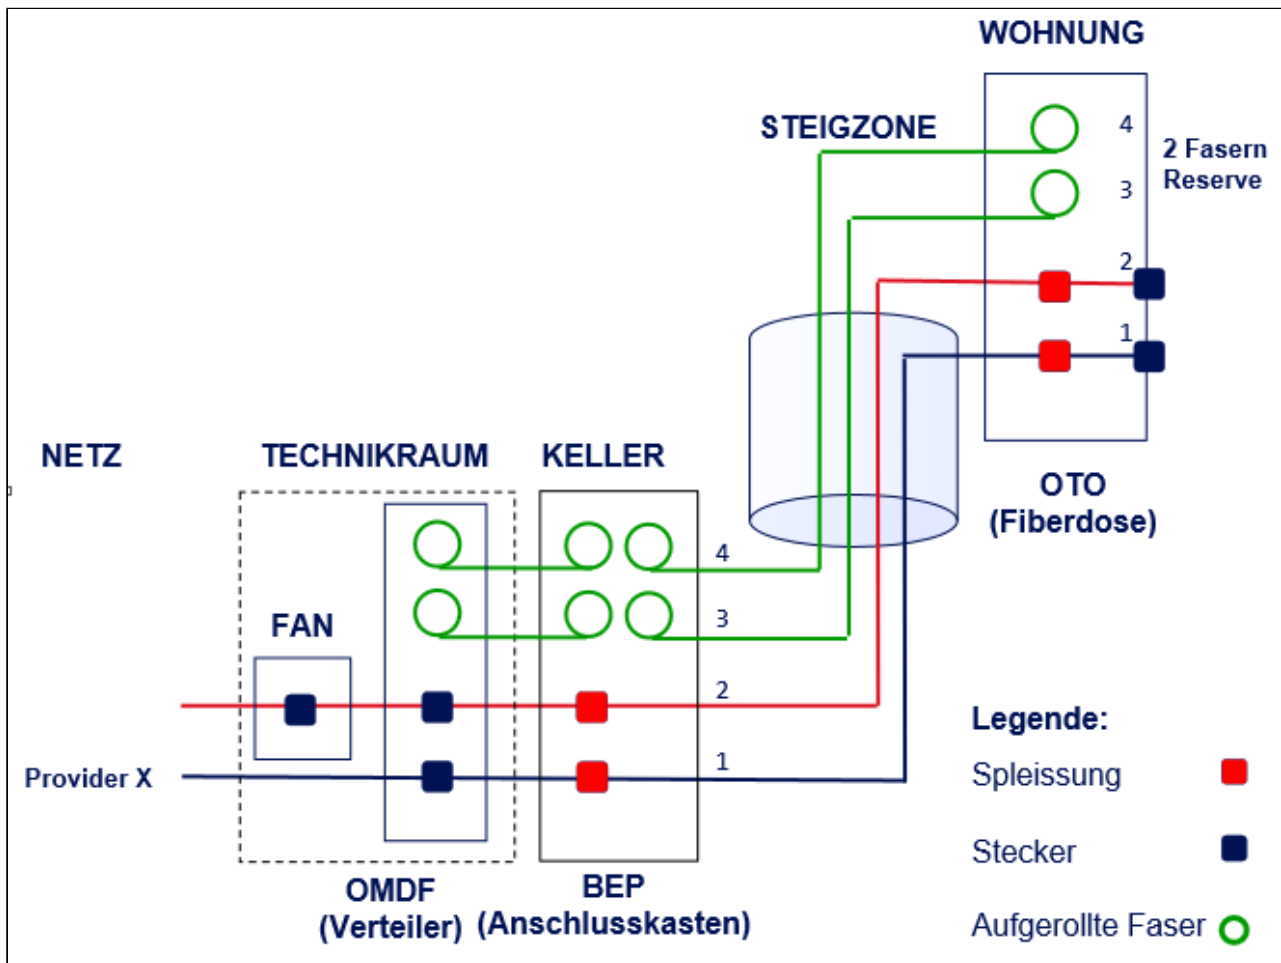 WOHNUNG
STEIGZONE
4
2 Fasern
Reserve
3
2
1
OTO
(Fiberdose)
NETZ
TECHNIKRAUM
KELLER
4
3
FAN
2
1
Provider X
OMDF
(Verteiler)
BEP
(Anschlusskasten)
Legende:
Spleissung
Stecker
Aufgerollte Faser